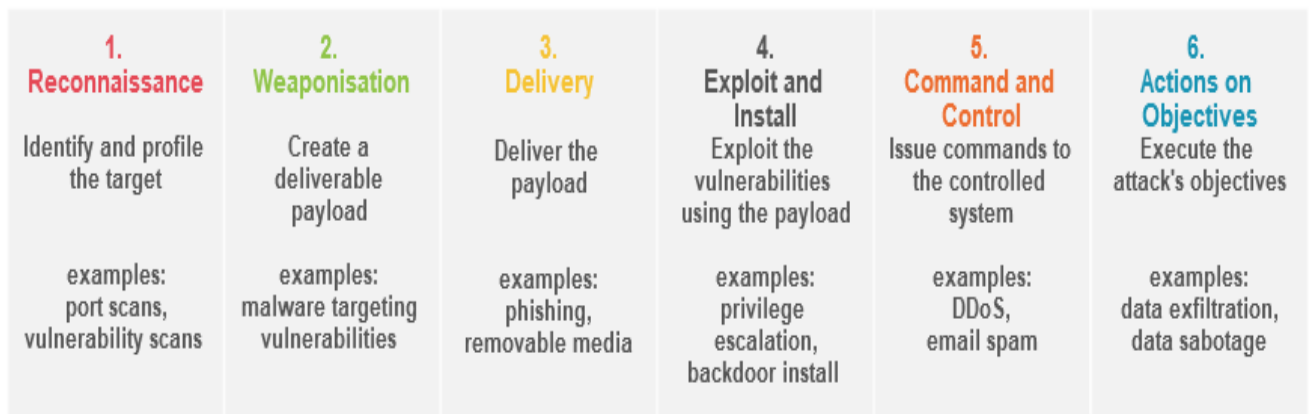 1.
Reconnaissance
Identify and profile
the target
examples:
port scans,
vulnerability scans
2.
Weaponisation
Create a
deliverable
payload
examples:
malware targeting
vulnerabilities
3.
Delivery
Deliver the
payload
examples:
phishing,
removable media
4.
Exploit and
Install
Exploit the
vulnerabilities
using the payload
examples:
privilege
escalation,
backdoor install
5.
Command and
Control
Issue commands to
the controlled
system
examples:
DDoS,
email spam
6.
Actions on
Objectives
Execute the
attack's objectives
examples:
data exfiltration,
data sabotage